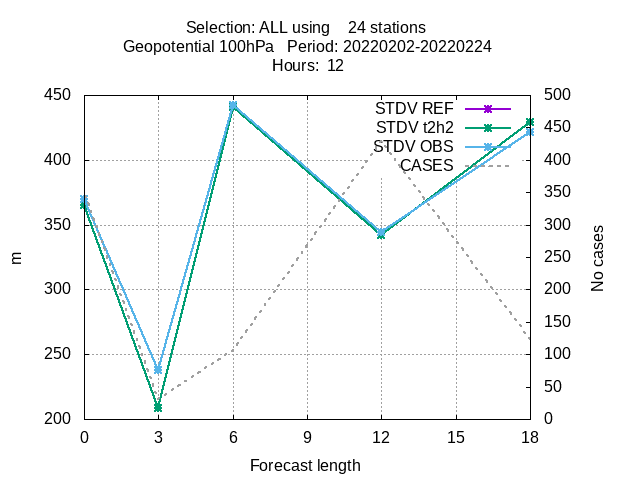 Selection: ALL using    24 stations
Geopotential 100hPa   Period: 20220202-20220224
Hours:  12
450
400
350
300
250
200
500
450
400
350
300
250
200
150
100
50
0
STDV REF
STDV t2h2
STDV OBS
CASES
m
No cases
0 3 6 9 12 15 18
Forecast length